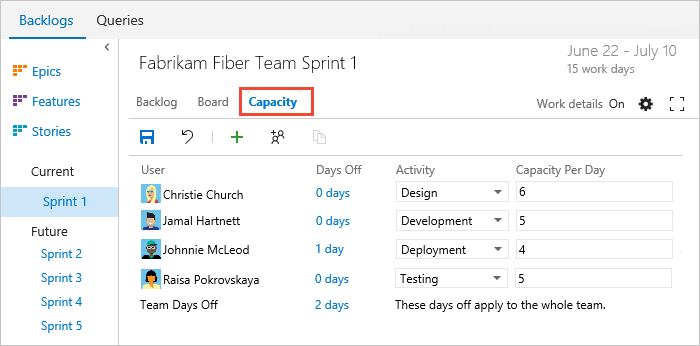 Backlogs Queries
Epics
Features
Stories
Current
Sprint 1
Future
Sprint 2
Sprint 3
Sprint 4
Sprint 5
Fabrikam Fiber Team Sprint 1
June 22 - July 10
15 work days
Backlog Board Capacity
Work details On
User Days Off Activity Capacity Per Day
Christie Church 0 days Design 6
Jamal Hartnett 0 days Development 5
Johnnie McLeod 1 day Deployment 4
Raisa Pokrovskaya 0 days Testing 5
Team Days Off 2 days These days off apply to the whole team.